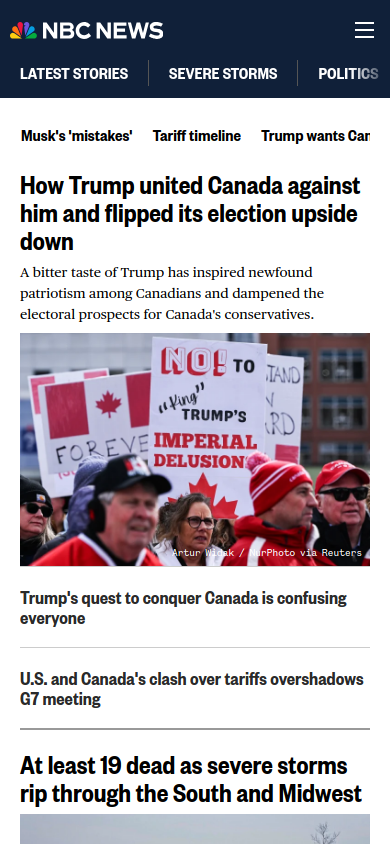 NBC NEWS
LATEST STORIES
SEVERE STORMS
POLITICS
Musk's 'mistakes'
Tariff timeline
Trump wants Can
How Trump united Canada against
him and flipped its election upside
down
A bitter taste of Trump has inspired newfound
patriotism among Canadians and dampened the
electoral prospects for Canada's conservatives.
NO! TO
"King"
TRUMP'S
IMPERIAL
DELUSION
FOREVE
STAND
Artur Widak / NurPhoto via Reuters
Trump's quest to conquer Canada is confusing
everyone
U.S. and Canada's clash over tariffs overshadows
G7 meeting
At least 19 dead as severe storms
rip through the South and Midwest